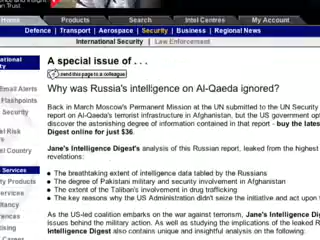 Trust
Home Products Search Intel Centres My Account
Defence | Transport | Aerospace | Security | Business | Regional News
International Security | Law Enforcement
A special issue of . . .
send this page to a colleague
Why was Russia's intelligence on Al-Qaeda ignored?
Email Alerts
Flashpoints
Security
Risk
Country
Services
Products
Services
Back in March Moscow's Permanent Mission at the UN submitted to the UN Security
report on Al-Qaeda's terrorist infrastructure in Afghanistan, but the US government opt
discover the astonishing degree of information contained in that report - buy the lates
Digest online for just $36.
Jane's Intelligence Digest's analysis of this Russian report, leaked from the highest
revelations:
The breathtaking extent of intelligence data tabled by the Russians
The degree of Pakistani military and security involvement in Afghanistan
The extent of the Taliban's involvement in drug trafficking
The key reasons why the US Administration didn't seize the initiative and act upon t
As the US-led coalition embarks on the war against terrorism, Jane's Intelligence Dig
issues behind the military action. As well as studying the implications of the leaked R
Intelligence Digest also contains unique and insightful analysis on the following: